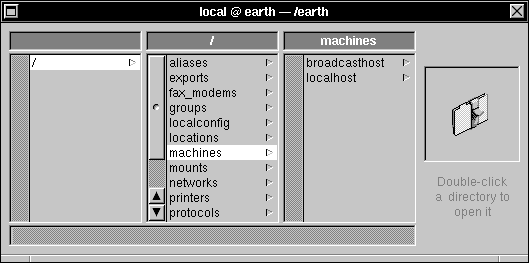 local @ earth — /earth
/
machines
/
aliases
exports
fax_modems
groups
localconfig
locations
machines
mounts
networks
printers
protocols
broadcasthost
localhost
Double-click
a directory to
open it